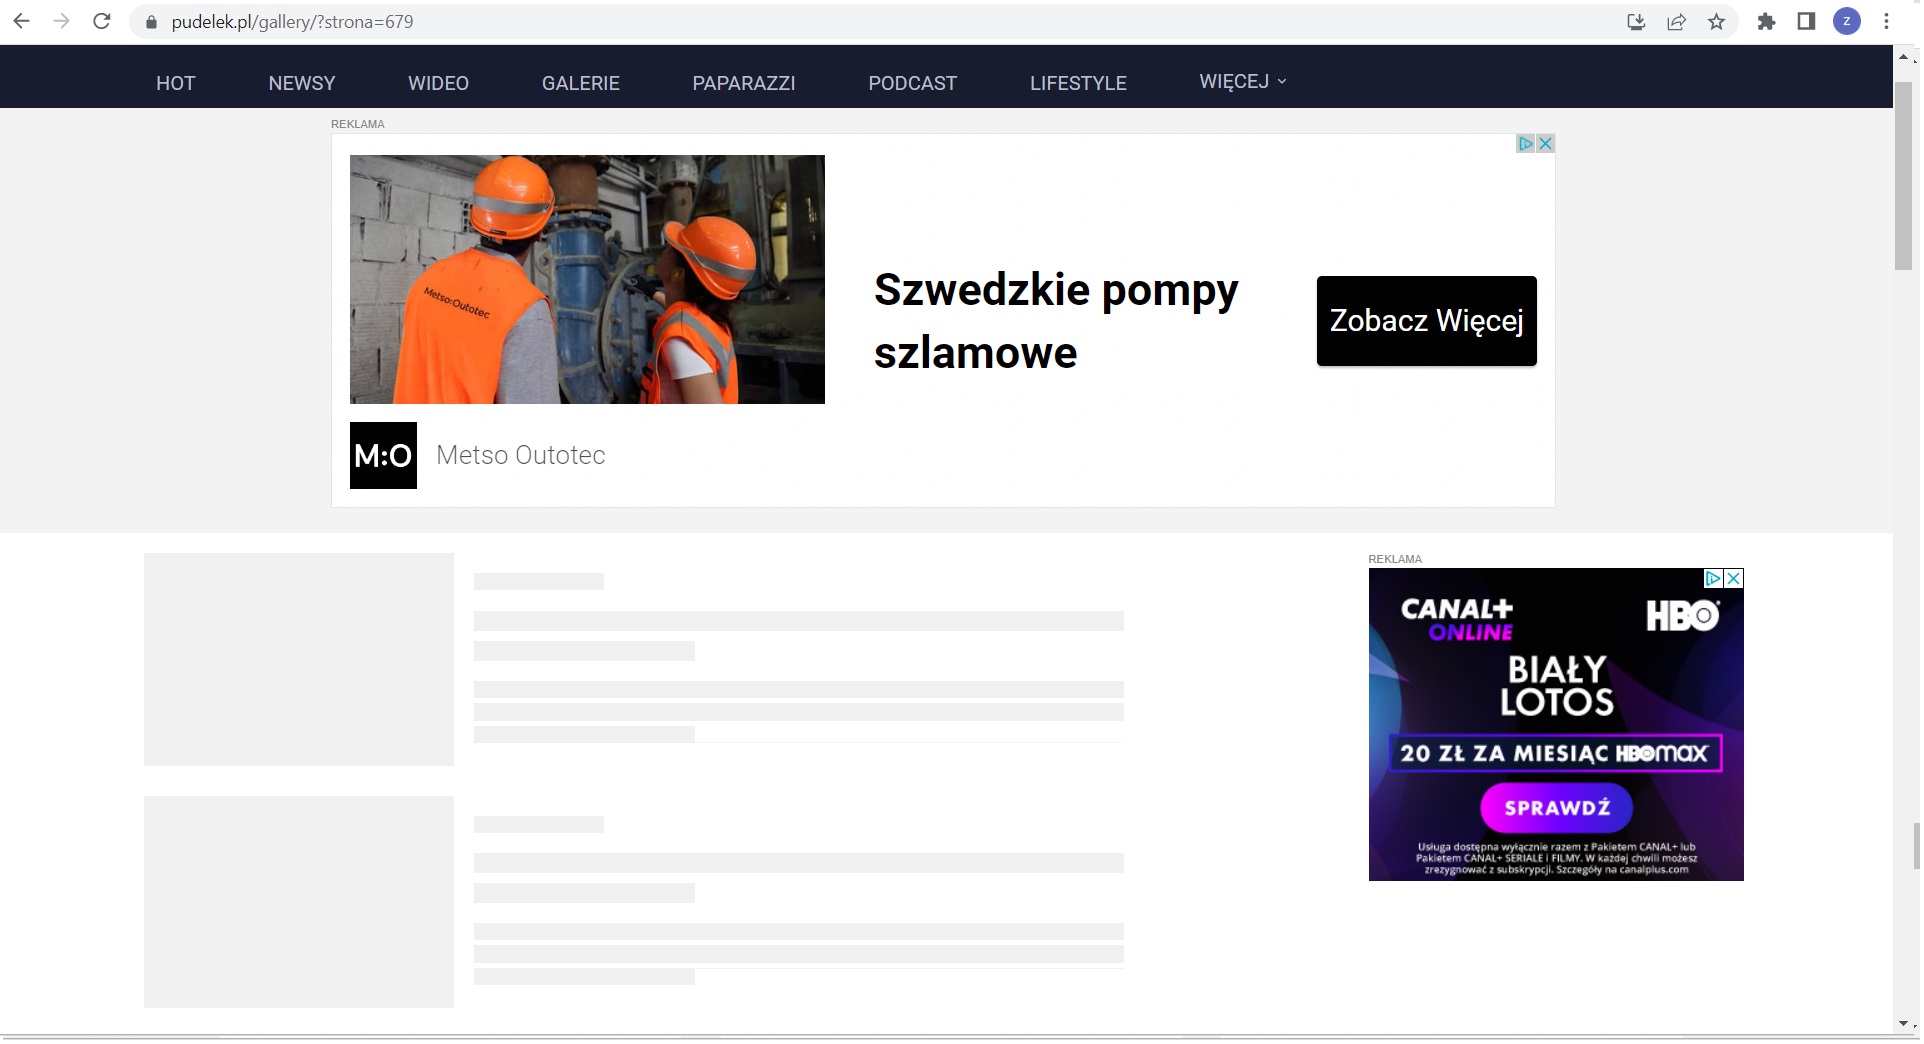 pudelek.pl/gallery/?strona=679
Z
HOT NEWSY WIDEO GALERIE PAPARAZZI PODCAST LIFESTYLE WIĘCEJ
REKLAMA
Metso:Outotec
Szwedzkie pompy
szlamowe
Zobacz Więcej
M:O Metso Outotec
REKLAMA
CANAL+ HBO
ONLINE
BIAŁY
LOTOS
20 ZŁ ZA MIESIĄC HBOmax
SPRAWDŹ
Usługa dostępna wyłącznie razem z Pakietem CANAL+ lub
Pakietem CANAL+ SERIALE i FILMY. W każdej chwili możesz
zrezygnować z subskrypcji. Szczegóły na canalplus.com